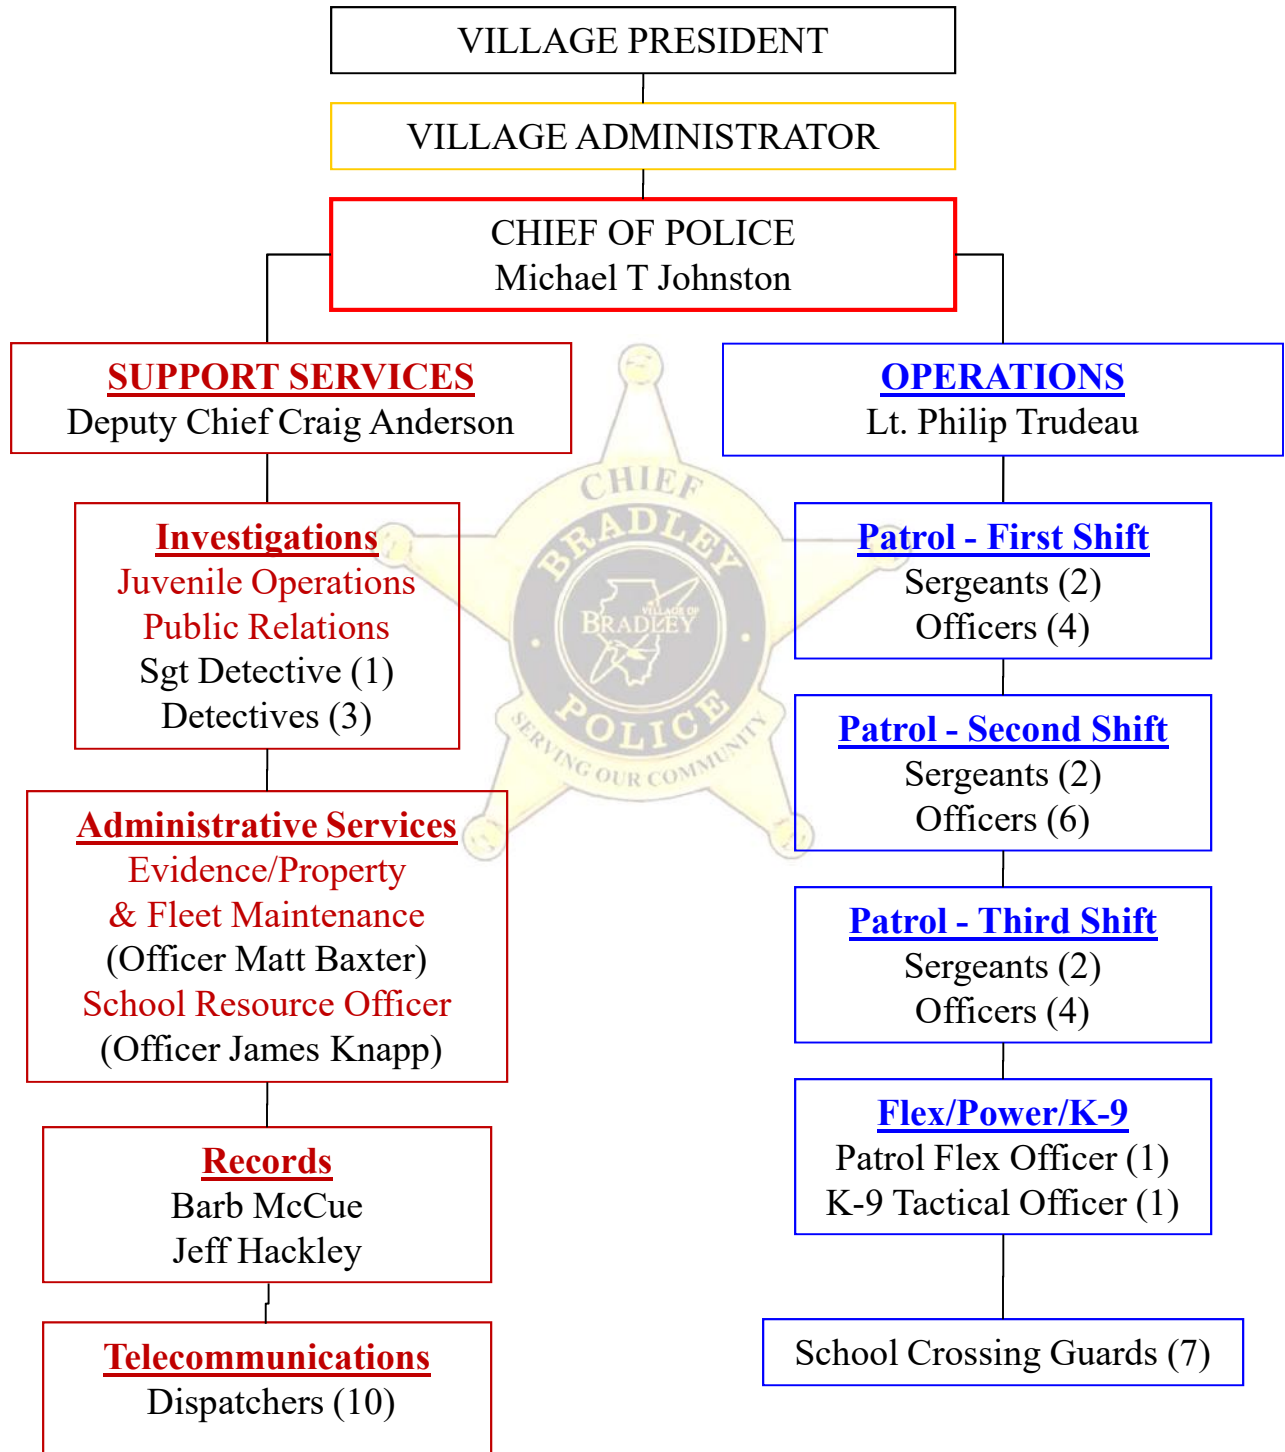 VILLAGE PRESIDENT
VILLAGE ADMINISTRATOR
CHIEF OF POLICE
Michael T Johnston
SUPPORT SERVICES
Deputy Chief Craig Anderson
Investigations
Juvenile Operations
Public Relations
Sgt Detective (1)
Detectives (3)
Administrative Services
Evidence/Property
& Fleet Maintenance
(Officer Matt Baxter)
School Resource Officer
(Officer James Knapp)
Records
Barb McCue
Jeff Hackley
Telecommunications
Dispatchers (10)
CHIEF
BRADLEY
VILLAGE OF
BRADLEY
POLICE
SERVING OUR COMMUNITY
OPERATIONS
Lt. Philip Trudeau
Patrol - First Shift
Sergeants (2)
Officers (4)
Patrol - Second Shift
Sergeants (2)
Officers (6)
Patrol - Third Shift
Sergeants (2)
Officers (4)
Flex/Power/K-9
Patrol Flex Officer (1)
K-9 Tactical Officer (1)
School Crossing Guards (7)